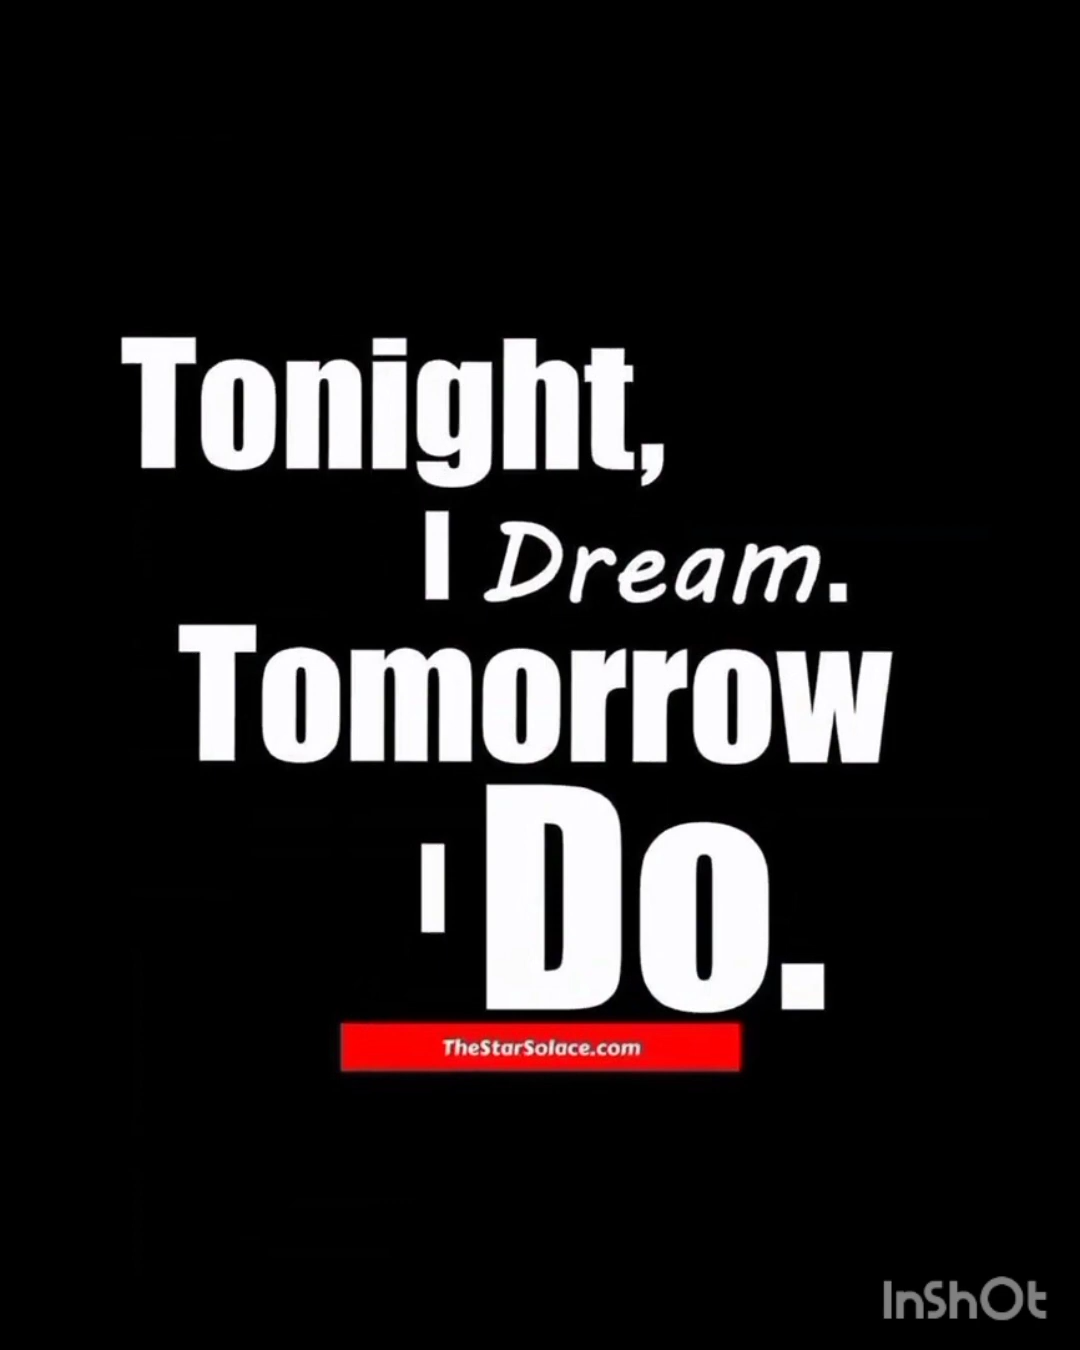 Tonight,
I Dream.
Tomorrow
I Do.
TheStarSolace.com
InShOt